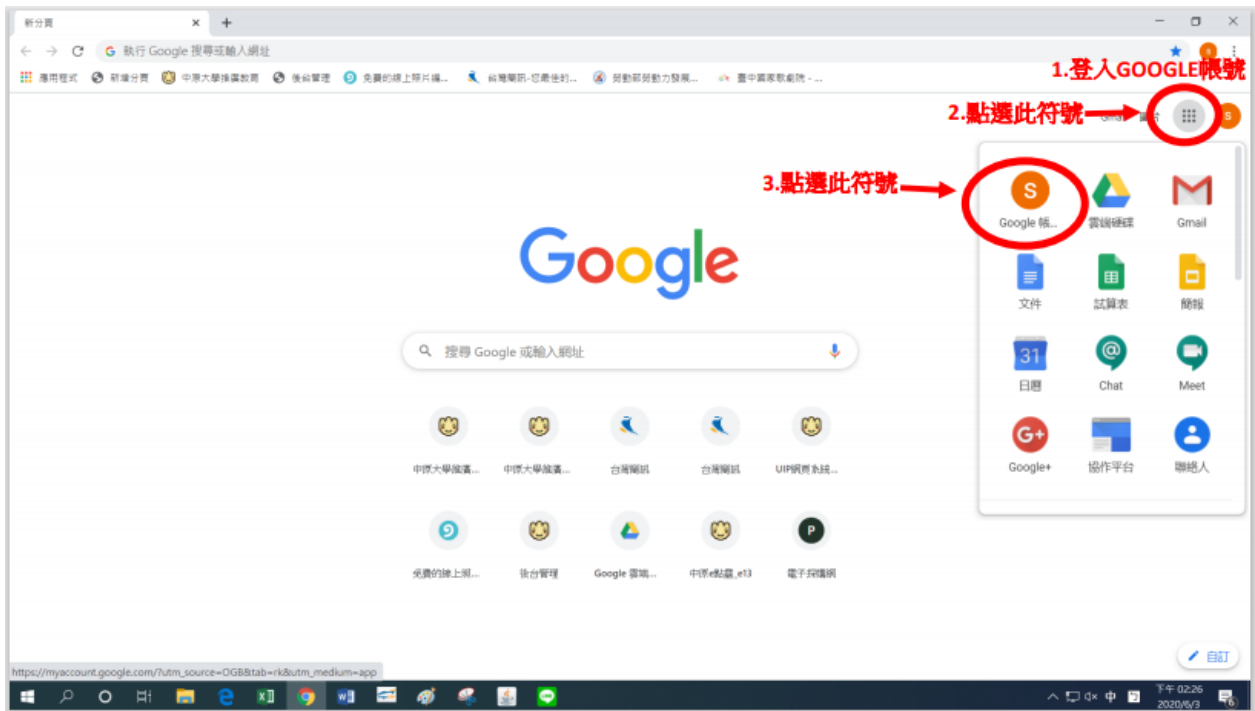 新分頁
執行 Google 搜尋或輸入網址
應用程式
新增分頁
中原大學推廣教育
後台管理
免費的線上照片編...
台灣簡訊-您最佳的...
勞動部勞動力發展...
臺中國家歌劇院 - ...
1.登入GOOGLE帳號
2.點選此符號
S
3.點選此符號
S
Google 帳...
雲端硬碟
Gmail
Google
文件
試算表
簡報
搜尋 Google 或輸入網址
31
日曆
Chat
Meet
G+
Google+
協作平台
聯絡人
中原大學推廣...
中原大學推廣...
台灣簡訊
台灣簡訊
UIP網頁系統...
P
免費的線上照...
後台管理
Google 雲端...
中原e點靈_e13
電子採購網
自訂
https://myaccount.google.com/?utm_source=OGB&tab=rk&utm_medium=app
中
下午 02:26
2020/6/3